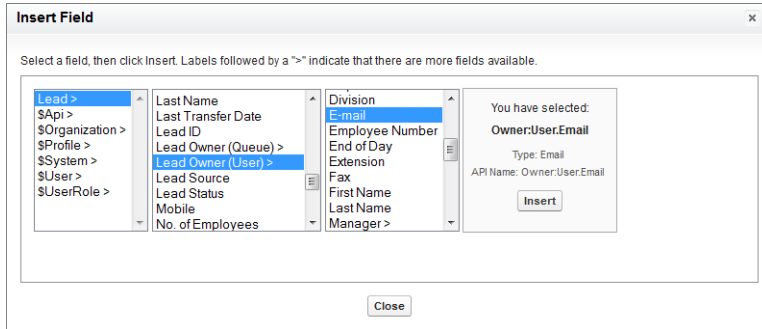 Insert Field
x
Select a field, then click Insert. Labels followed by a ">" indicate that there are more fields available.
Lead >
$Api >
$Organization >
$Profile >
$System >
$User >
$UserRole >
Last Name
Last Transfer Date
Lead ID
Lead Owner (Queue) >
Lead Owner (User) >
Lead Source
Lead Status
Mobile
No. of Employees
Division
E-mail
Employee Number
End of Day
Extension
Fax
First Name
Last Name
Manager >
You have selected:
Owner:User.Email
Type: Email
API Name: Owner:User.Email
Insert
Close